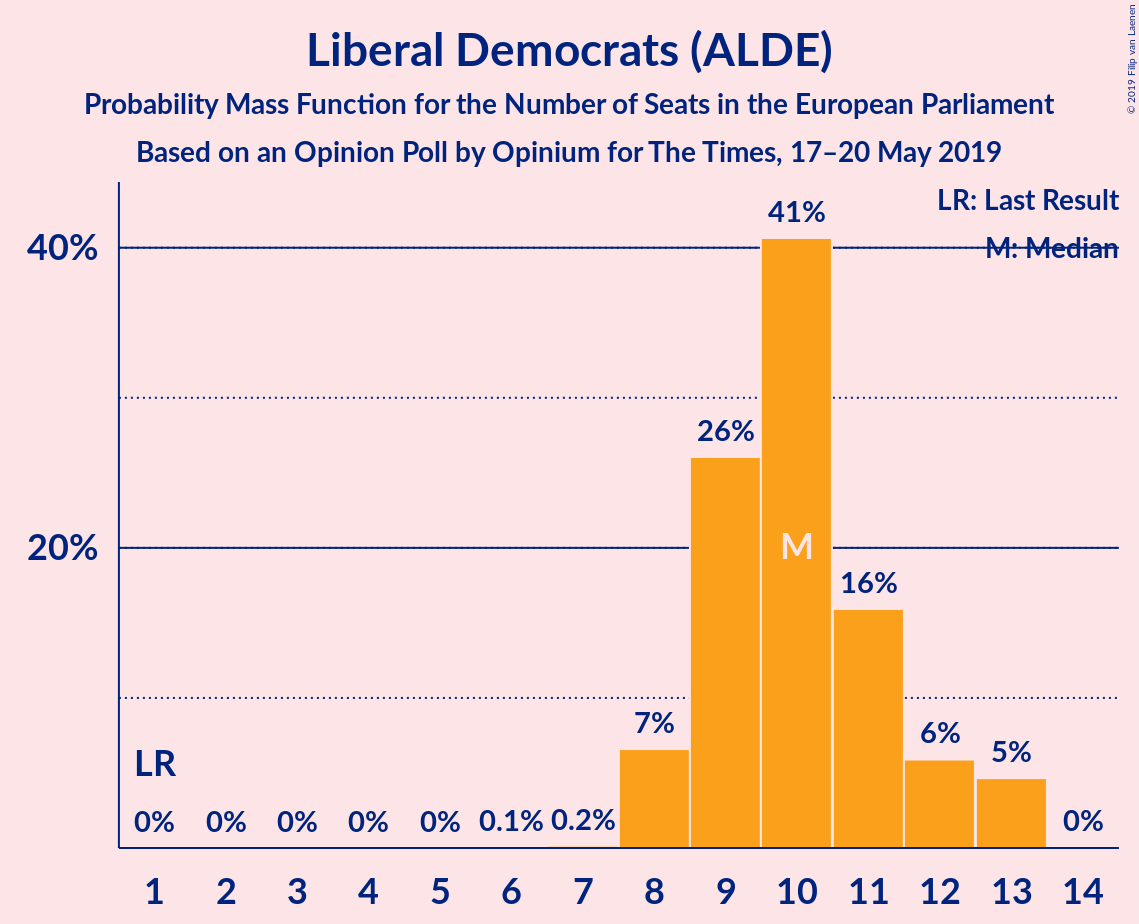 Liberal Democrats (ALDE)
Probability Mass Function for the Number of Seats in the European Parliament
Based on an Opinion Poll by Opinium for The Times, 17–20 May 2019
© 2019 Filip van Laenen
LR: Last Result
M: Median
40%
20%
41%
26%
M
16%
7%
6%
5%
LR
0% 0% 0% 0% 0% 0.1% 0.2% 0%
1 2 3 4 5 6 7 8 9 10 11 12 13 14